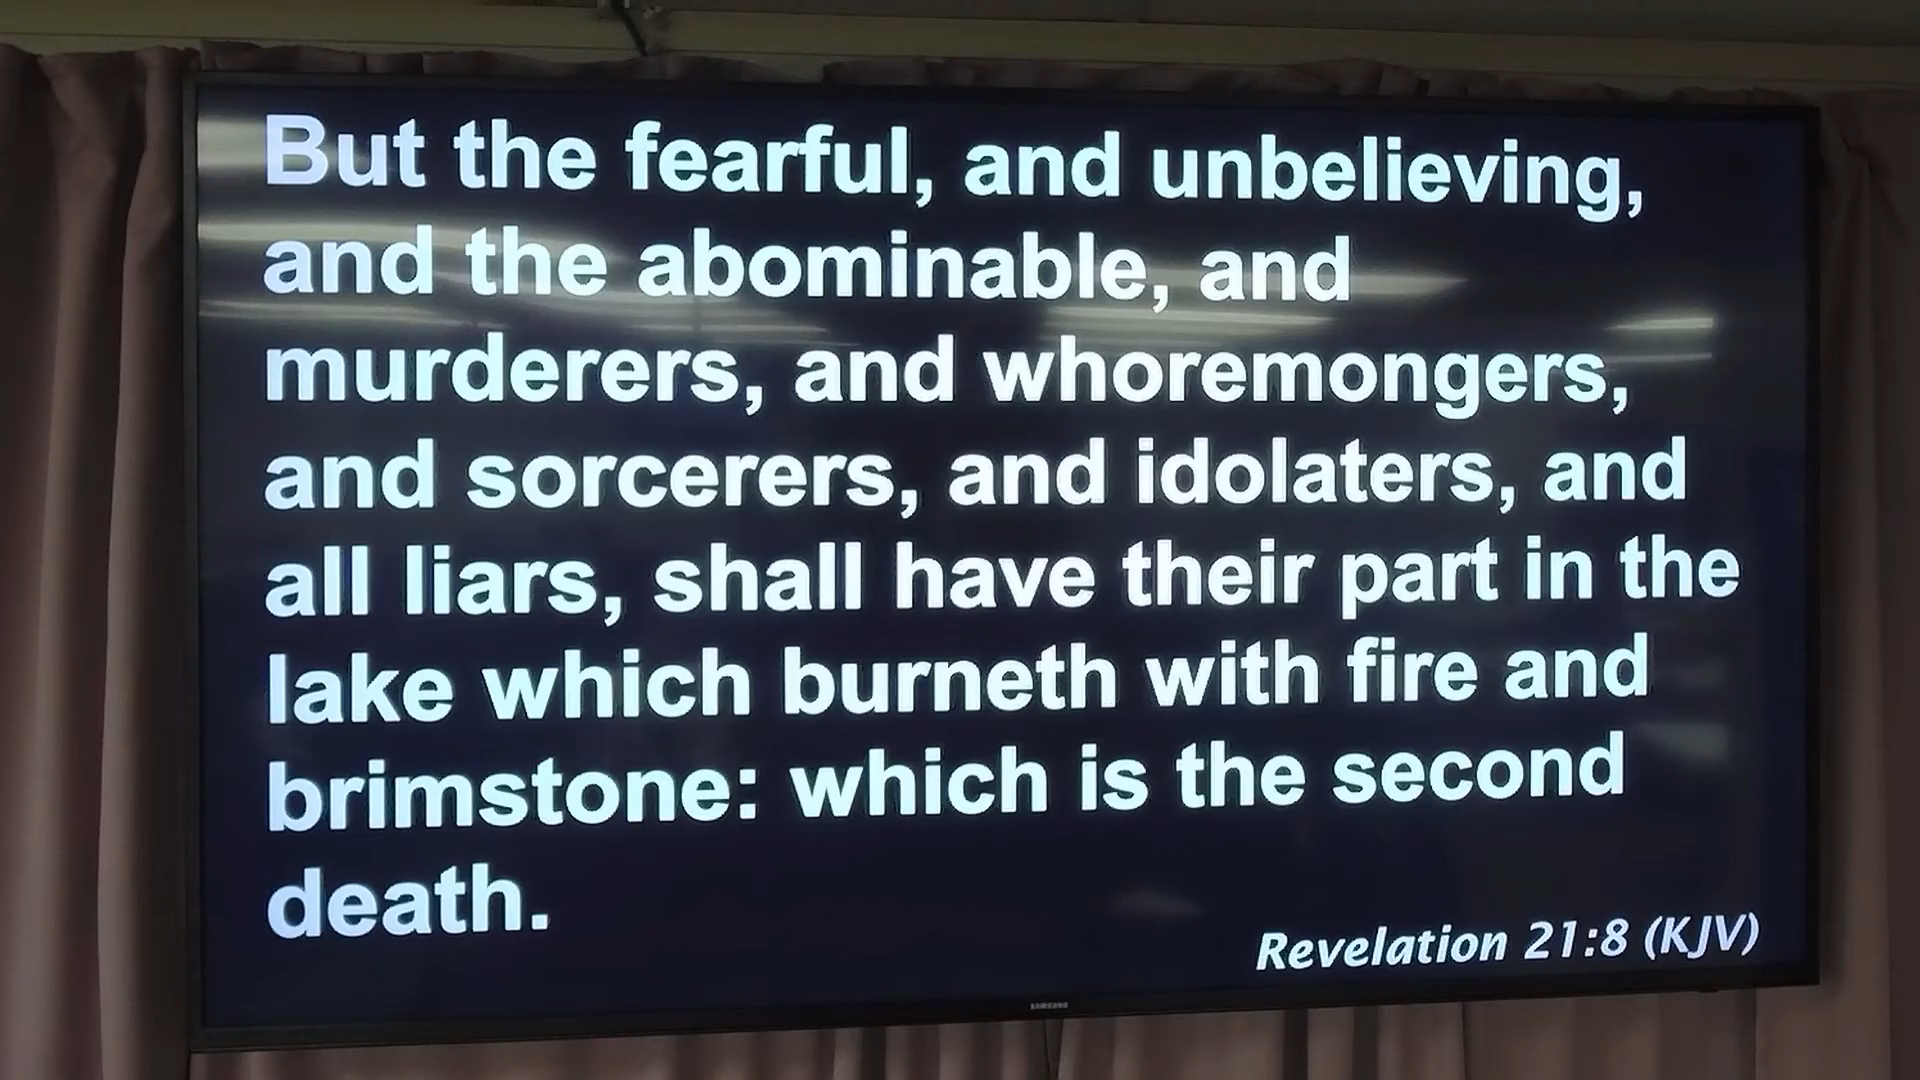 But the fearful, and unbelieving,
and the abominable, and
murderers, and whoremongers,
and sorcerers, and idolaters, and
all liars, shall have their part in the
lake which burneth with fire and
brimstone: which is the second
death.
Revelation 21:8 (KJV)
SAMSUNG